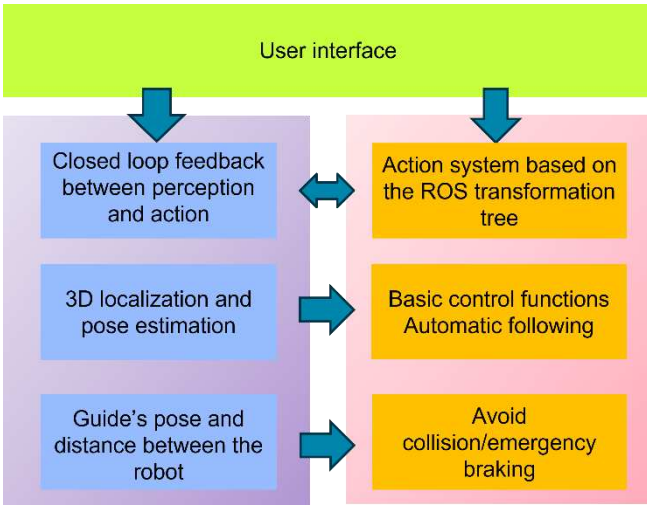 User interface
Closed loop feedback
between perception
and action
Action system based on
the ROS transformation
tree
3D localization and
pose estimation
Basic control functions
Automatic following
Guide's pose and
distance between the
robot
Avoid
collision/emergency
braking